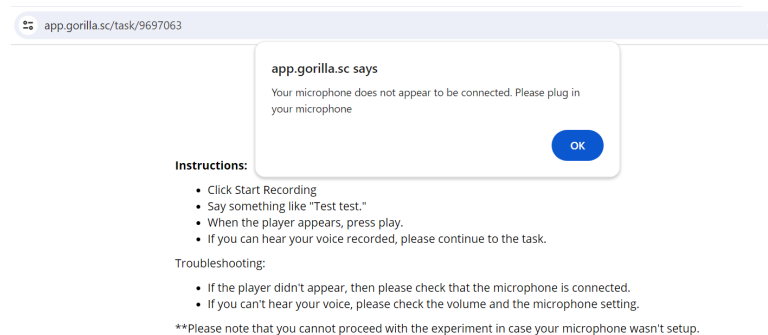 app.gorilla.sc/task/9697063
app.gorilla.sc says
Your microphone does not appear to be connected. Please plug in
your microphone
OK
Instructions:
• Click Start Recording
• Say something like "Test test."
• When the player appears, press play.
• If you can hear your voice recorded, please continue to the task.
Troubleshooting:
• If the player didn't appear, then please check that the microphone is connected.
• If you can't hear your voice, please check the volume and the microphone setting.
**Please note that you cannot proceed with the experiment in case your microphone wasn't setup.